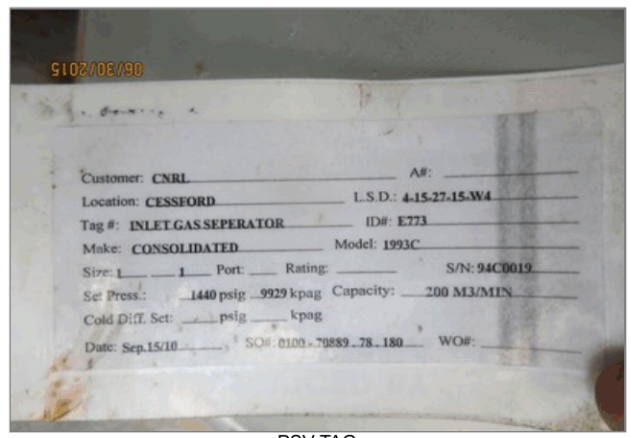 06/30/2015
Customer: CNRL A#:
Location: CESSFORD L.S.D.: 4-15-27-15-W4
Tag #: INLET GAS SEPERATOR ID#: E773
Make: CONSOLIDATED Model: 1993C
Size: 1 1 Port: Rating: S/N: 94C0019
Set Press.: 1440 psig 9929 kpag Capacity: 200 M3/MIN
Cold Diff. Set: psig kpag
Date: Sep.15/10 SO#: 0100 - 70889 . 78 . 180 WO#:
PSV TAG